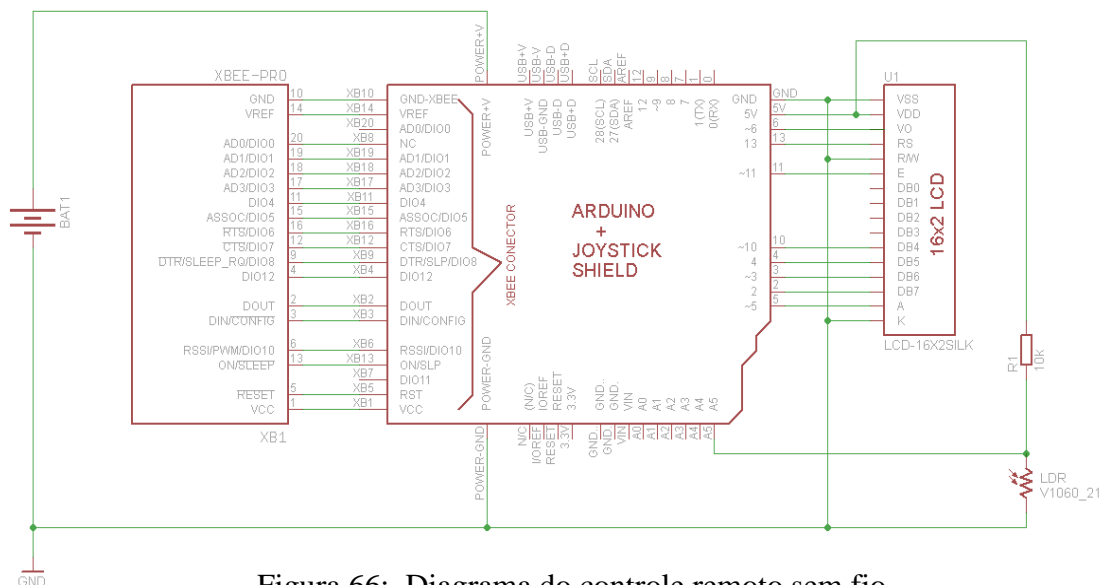 XBEE-PRO
GND 10 XB10 GND-XBEE
VREF 14 XB14 VREF
XB20 AD0/DIO0
AD0/DIO0 20 XB8 NC
AD1/DIO1 19 XB19 AD1/DIO1
AD2/DIO2 18 XB18 AD2/DIO2
AD3/DIO3 17 XB17 AD3/DIO3
DIO4 11 XB11 DIO4
ASSOC/DIO5 15 XB15 ASSOC/DIO5
RTS/DIO6 16 XB16 RTS/DIO6
CTS/DIO7 12 XB12 CTS/DIO7
DTR/SLEEP_RQ/DIO8 9 XB9 DTR/SLP/DIO8
DIO12 4 XB4 DIO12
DOUT 2 XB2 DOUT
DIN/CONFIG 3 XB3 DIN/CONFIG
RSSI/PWM/DIO10 6 XB6 RSSI/DIO10
ON/SLEEP 13 XB13 ON/SLP
XB7 DIO11
RESET 5 XB5 RST
VCC 1 XB1 VCC
XB1
BAT1
GND
POWER+V
POWER+V
USB+V
USB-V
USB-D
USB+D
SCL
SDA
AREF
12
9
8
7
1
0
USB+V
USB-GND
USB-D
USB+D
28(SCL)
27(SDA)
AREF
12
~9
8
7
1(TX)
0(RX)
XBEE CONECTOR
ARDUINO
+
JOYSTICK
SHIELD
POWER-GND
POWER-GND
(N/C)
IOREF
RESET
3.3V
GND..
GND.
VIN
A0
A1
A2
A3
A4
A5
N/C
I/OREF
RESET
3.3V
GND..
GND.
VIN
A0
A1
A2
A3
A4
A5
U1
GND GND VSS
5V 5V VDD
~6 6 VO
13 13 RS
R/W
~11 11 E
DB0
DB1
DB2
DB3
~10 10 DB4
4 4 DB5
~3 3 DB6
2 2 DB7
~5 5 A
K
16x2 LCD
LCD-16X2SILK
R1
10k
LDR
V1060_21
Figura 66: Diagrama do controle remoto sem fio